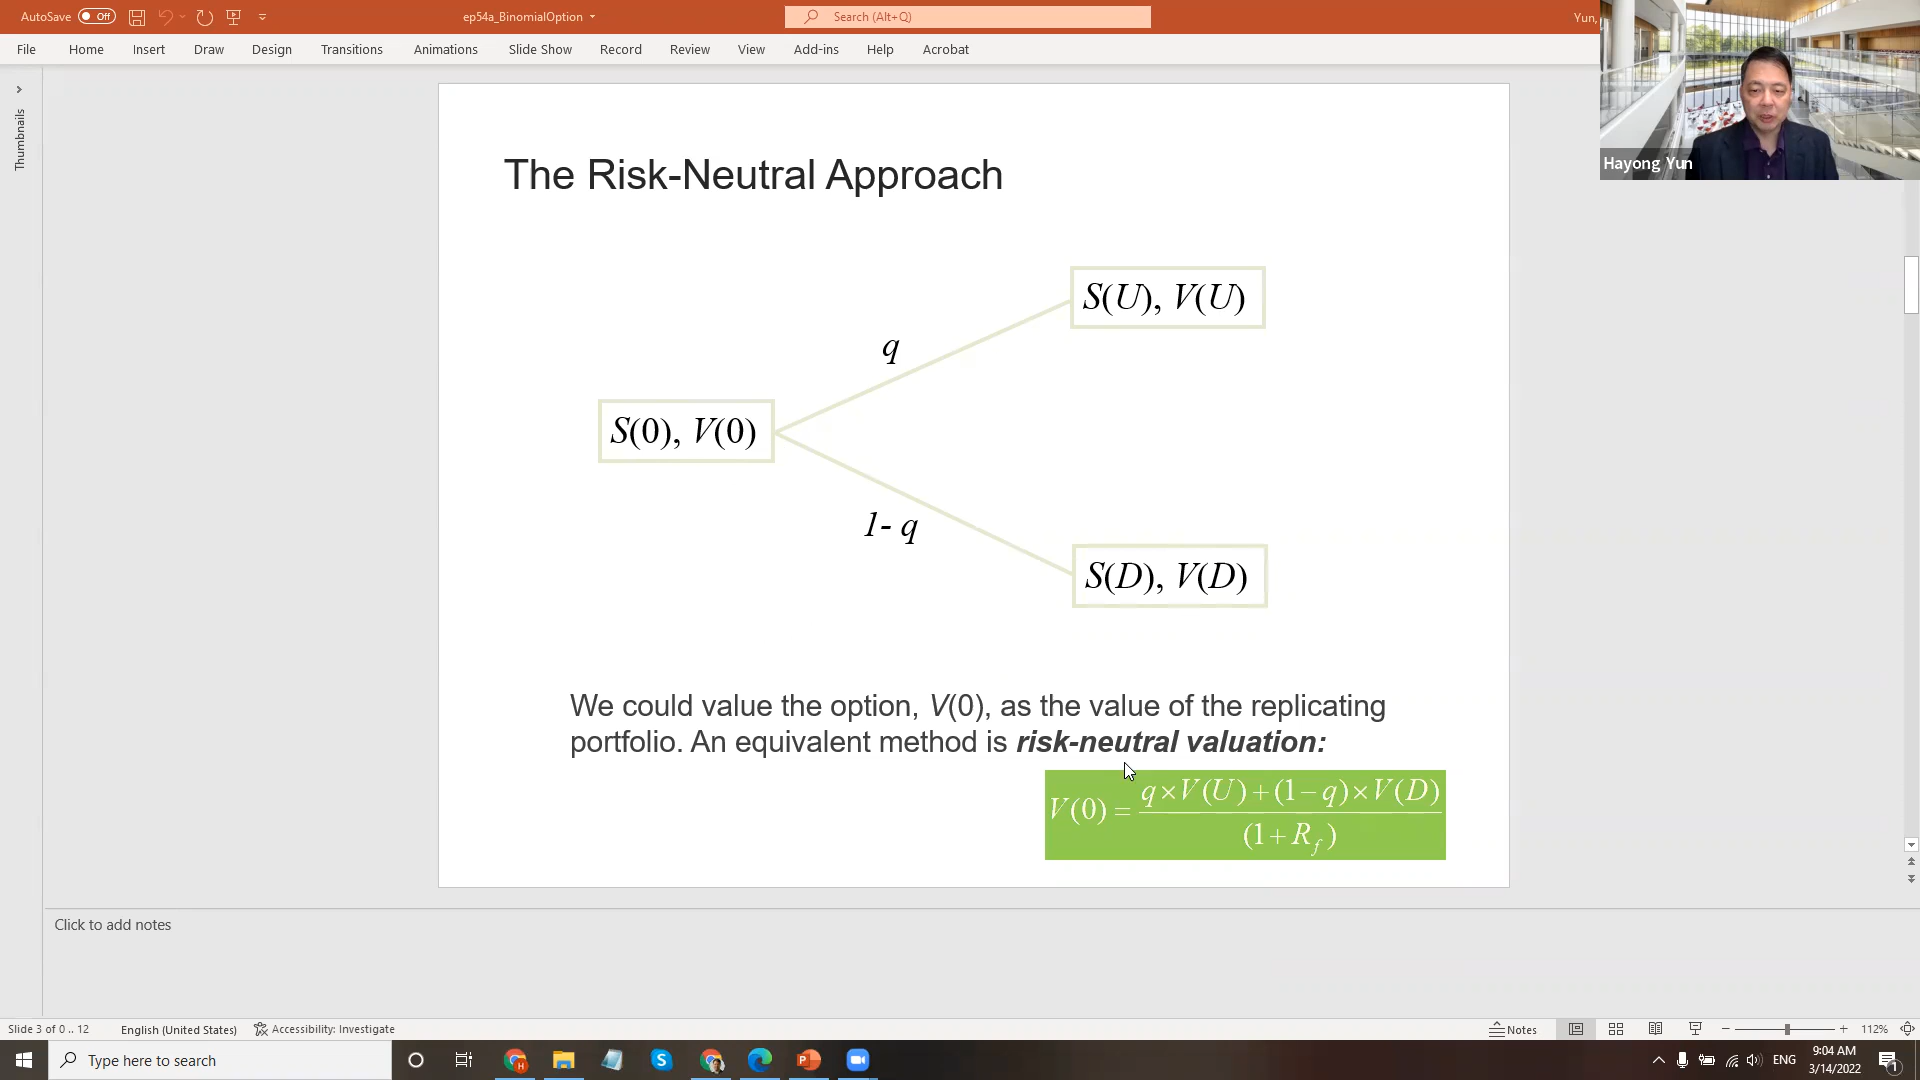 AutoSave Off
ep54a_BinomialOption
Search (Alt+Q)
Yun,
File Home Insert Draw Design Transitions Animations Slide Show Record Review View Add-ins Help Acrobat
Hayong Yun
Thumbnails
The Risk-Neutral Approach
S(U), V(U)
q
S(0), V(0)
1- q
S(D), V(D)
We could value the option, V(0), as the value of the replicating
portfolio. An equivalent method is risk-neutral valuation:
V(0) = \frac{q×V(U)+(1−q)×V(D)}{(1+R_f)}
Click to add notes
Slide 3 of 0 .. 12 English (United States) Accessibility: Investigate Notes 112%
Type here to search
ENG
9:04 AM
3/14/2022
1